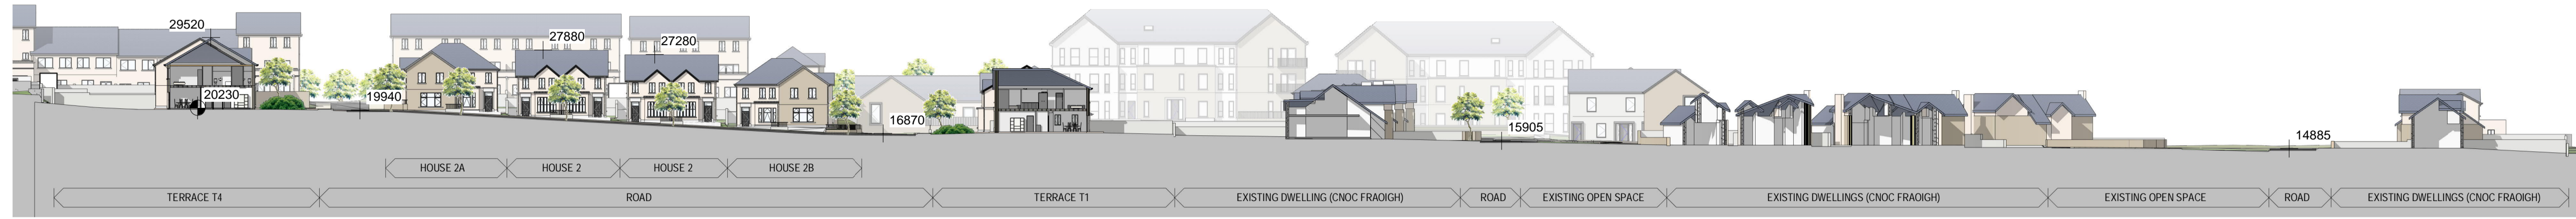 29520
27880
27280
20230
19940
16870
15905
14885
HOUSE 2A
HOUSE 2
HOUSE 2
HOUSE 2B
TERRACE T4
ROAD
TERRACE T1
EXISTING DWELLING (CNOC FRAOIGH)
ROAD
EXISTING OPEN SPACE
EXISTING DWELLINGS (CNOC FRAOIGH)
EXISTING OPEN SPACE
ROAD
EXISTING DWELLINGS (CNOC FRAOIGH)